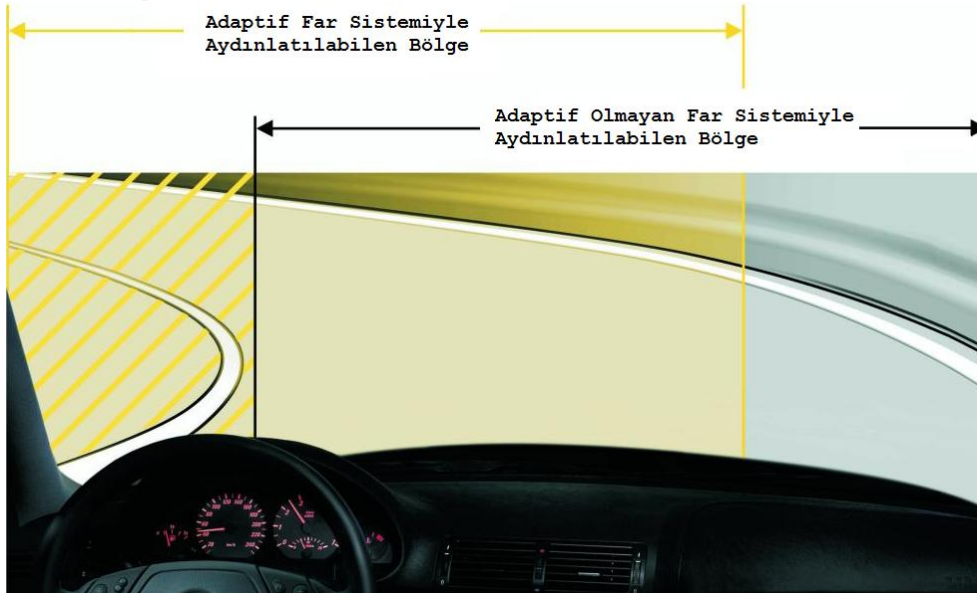 Adaptif Far Sistemiyle
Aydınlatılabilen Bölge
Adaptif Olmayan Far Sistemiyle
Aydınlatılabilen Bölge